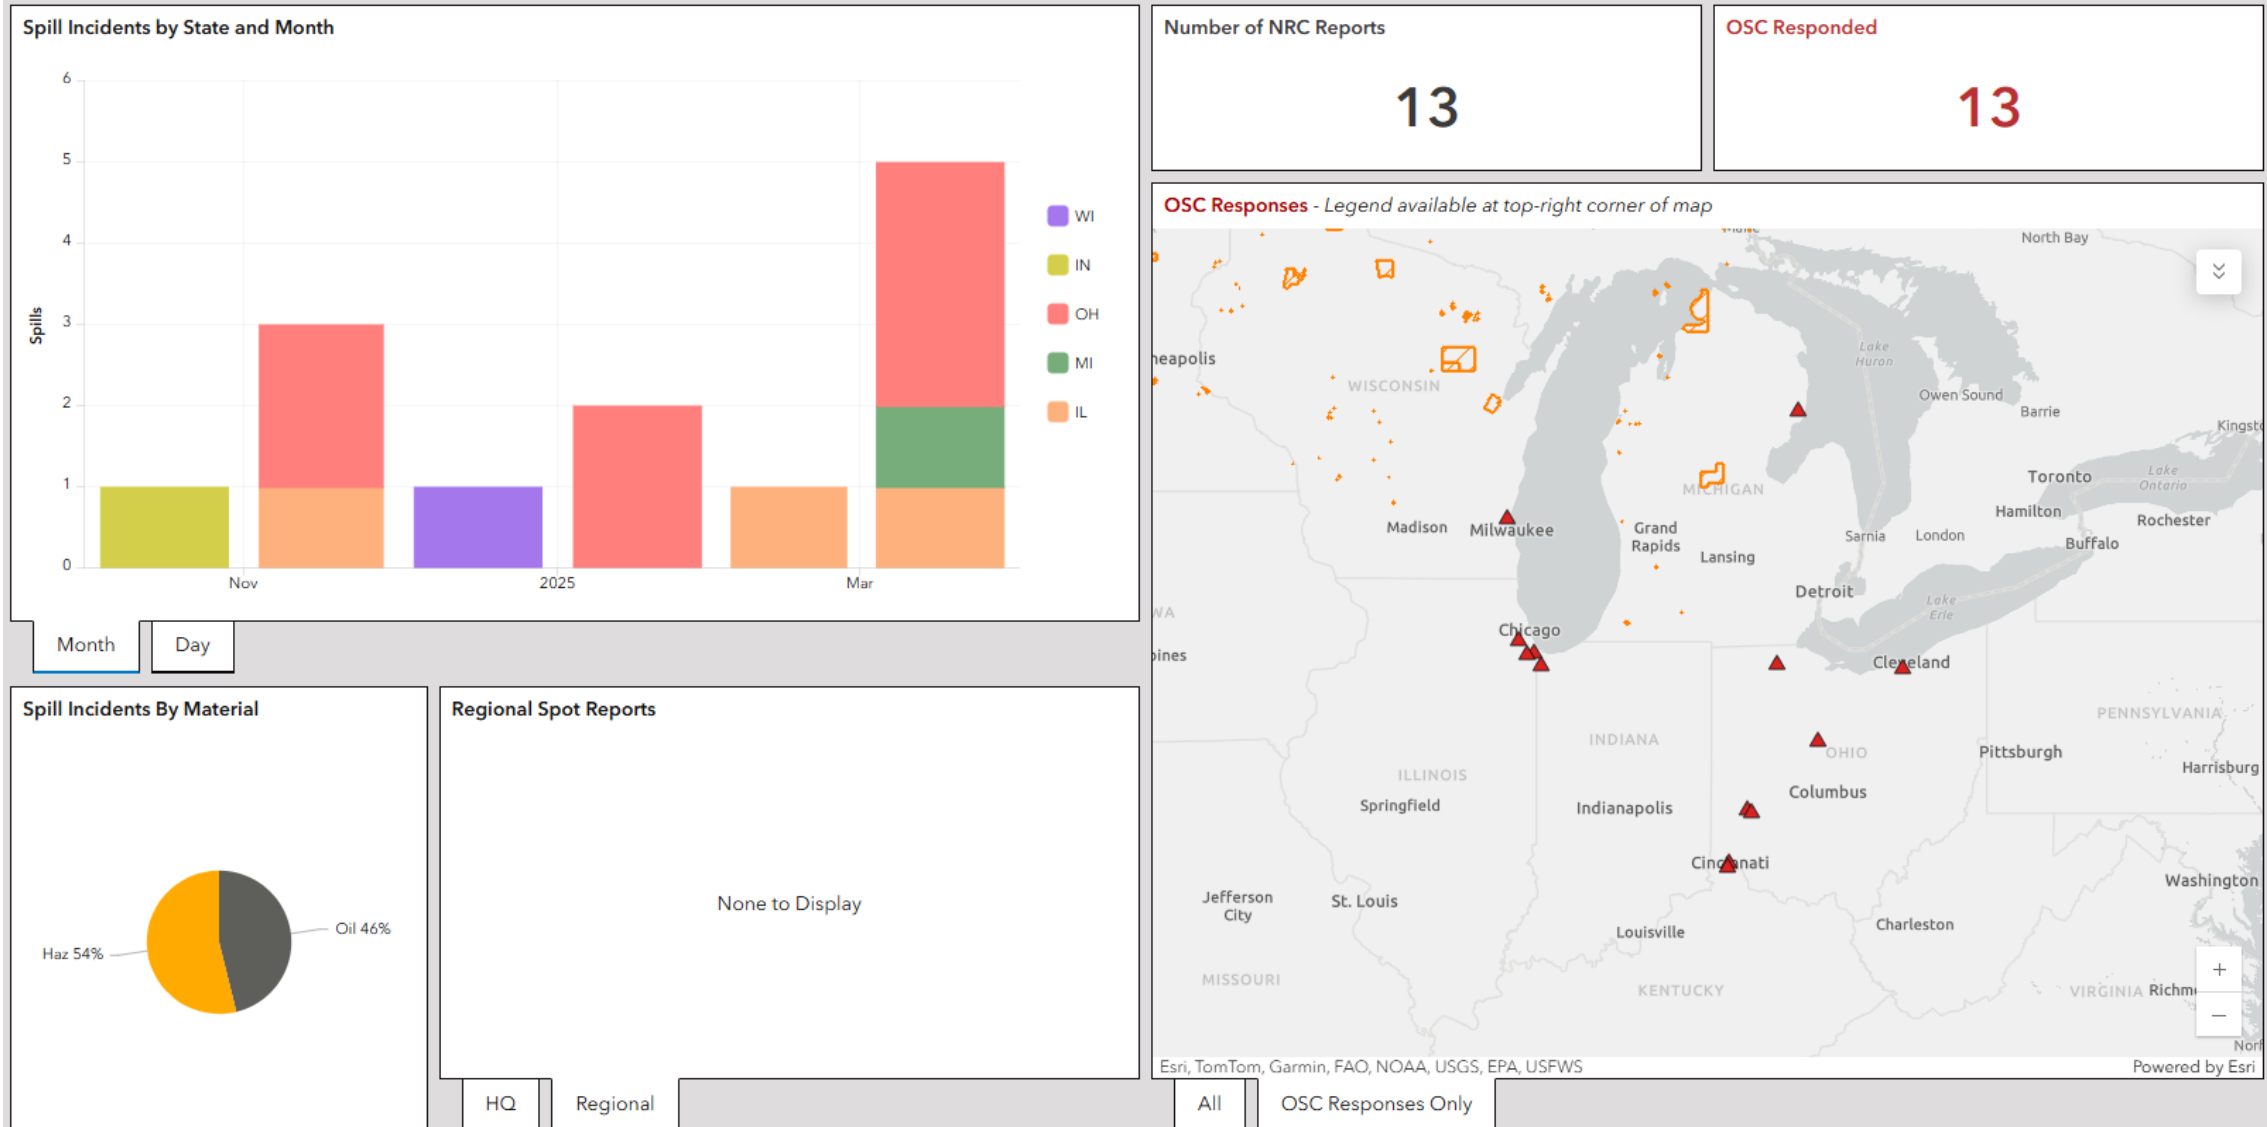 Spill Incidents by State and Month
6
5
4
3
2
1
0
Spills
Nov
2025
Mar
WI
IN
OH
MI
IL
Month
Day
Number of NRC Reports
13
OSC Responded
13
OSC Responses - Legend available at top-right corner of map
North Bay
neapolis
WISCONSIN
Lake
Huron
Owen Sound
Barrie
Kingsto
Toronto
Lake
Ontario
MICHIGAN
Hamilton
Rochester
Madison
Milwaukee
Grand
Rapids
Sarnia
London
Buffalo
Lansing
Detroit
Lake
Erie
WA
Chicago
oines
Cleveland
PENNSYLVANIA
INDIANA
OHIO
Pittsburgh
Harrisburg
ILLINOIS
Springfield
Indianapolis
Columbus
Cincinnati
Washington
Jefferson
City
St. Louis
Charleston
Louisville
MISSOURI
KENTUCKY
VIRGINIA
Richm
Norf
+
−
Esri, TomTom, Garmin, FAO, NOAA, USGS, EPA, USFWS
Powered by Esri
All
OSC Responses Only
Spill Incidents By Material
Oil 46%
Haz 54%
Regional Spot Reports
None to Display
HQ
Regional